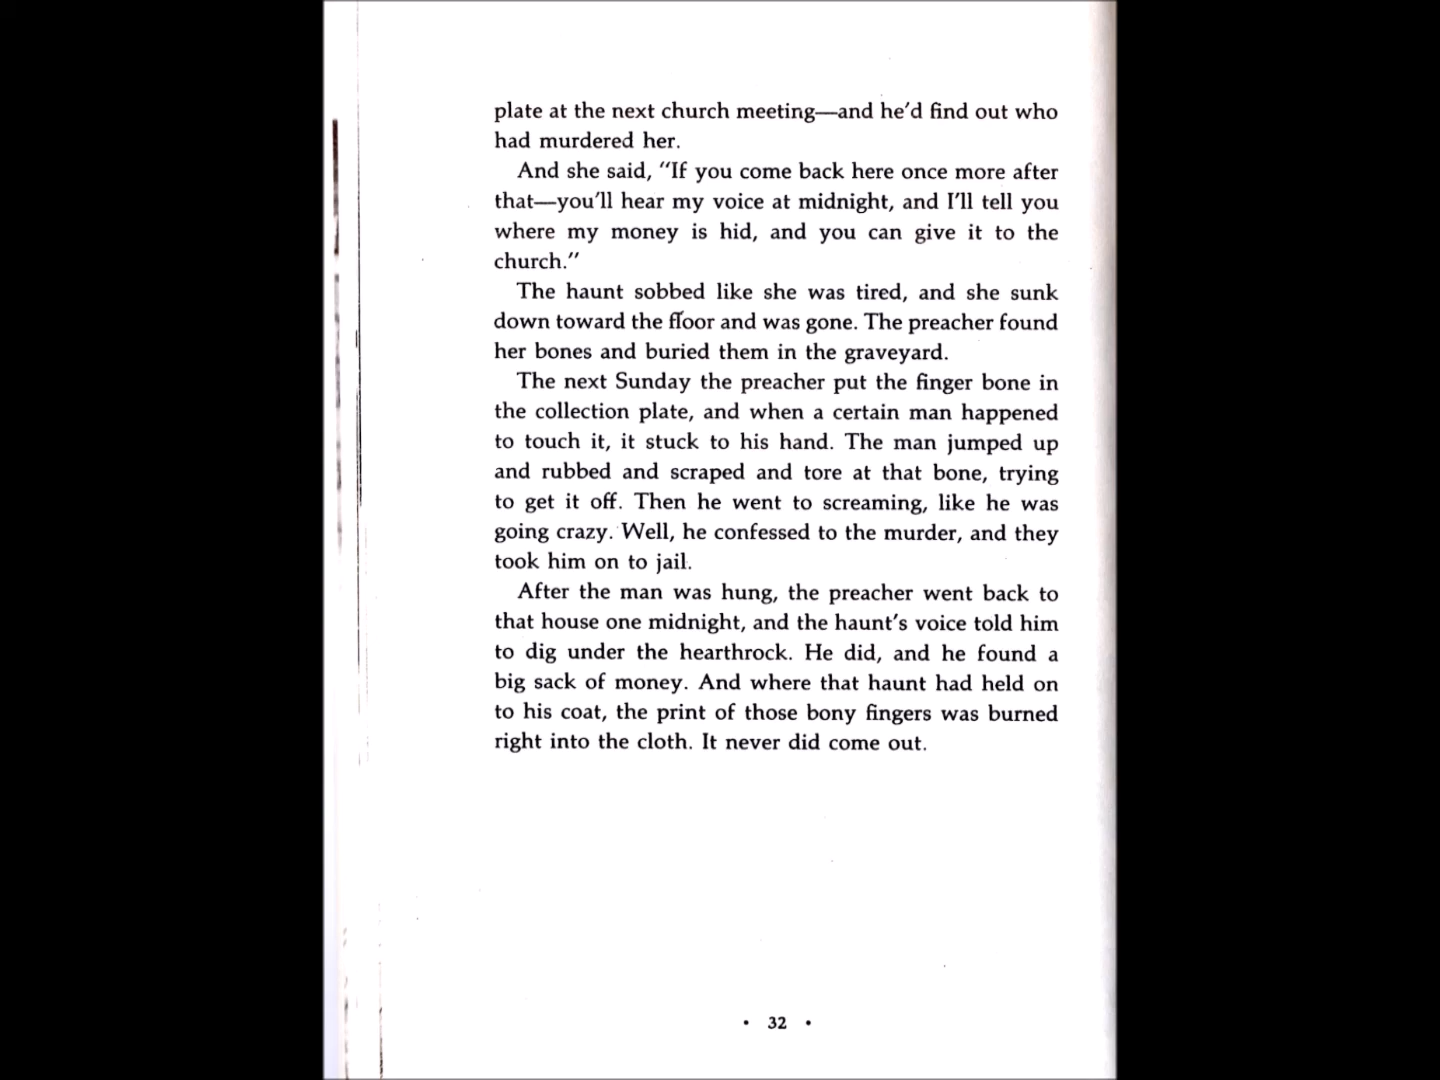 plate at the next church meeting—and he'd find out who
had murdered her.
And she said, "If you come back here once more after
that—you'll hear my voice at midnight, and I'll tell you
where my money is hid, and you can give it to the
church."
The haunt sobbed like she was tired, and she sunk
down toward the floor and was gone. The preacher found
her bones and buried them in the graveyard.
The next Sunday the preacher put the finger bone in
the collection plate, and when a certain man happened
to touch it, it stuck to his hand. The man jumped up
and rubbed and scraped and tore at that bone, trying
to get it off. Then he went to screaming, like he was
going crazy. Well, he confessed to the murder, and they
took him on to jail.
After the man was hung, the preacher went back to
that house one midnight, and the haunt's voice told him
to dig under the hearthrock. He did, and he found a
big sack of money. And where that haunt had held on
to his coat, the print of those bony fingers was burned
right into the cloth. It never did come out.
• 32 •